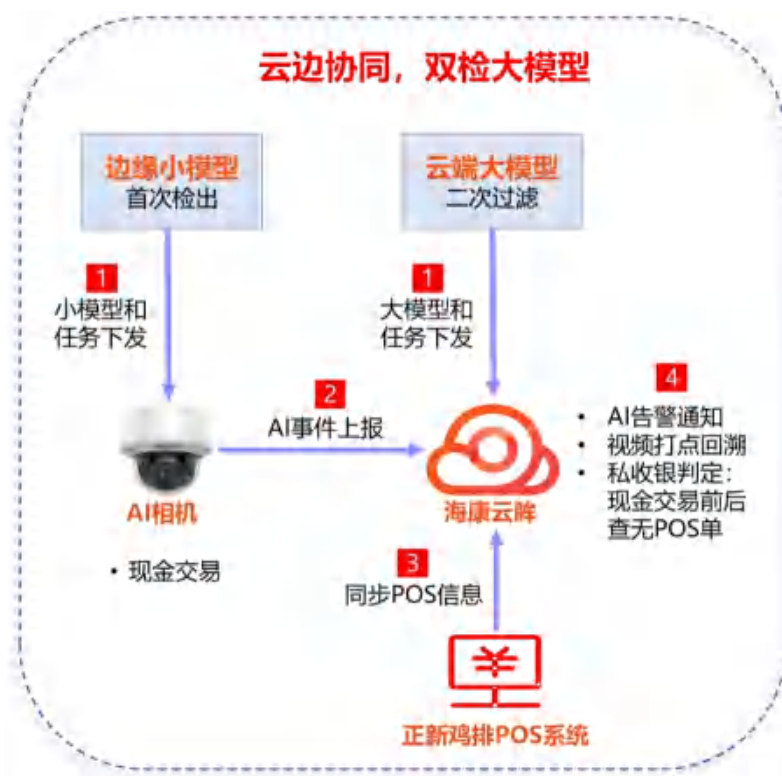 云边协同，双检大模型
边缘小模型
首次检出
云端大模型
二次过滤
1
小模型和
任务下发
1
大模型和
任务下发
2
AI事件上报
AI相机
• 现金交易
海康云眸
4
• AI告警通知
• 视频打点回溯
• 私收银判定：
现金交易前后
查无POS单
3
同步POS信息
正新鸡排POS系统